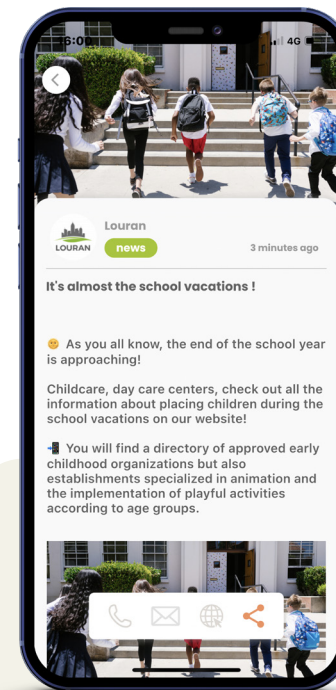 6:00
4G
Louran
LOURAN
news
3 minutes ago
It's almost the school vacations !
As you all know, the end of the school year
is approaching!
Childcare, day care centers, check out all the
information about placing children during the
school vacations on our website!
You will find a directory of approved early
childhood organizations but also
establishments specialized in animation and
the implementation of playful activities
according to age groups.